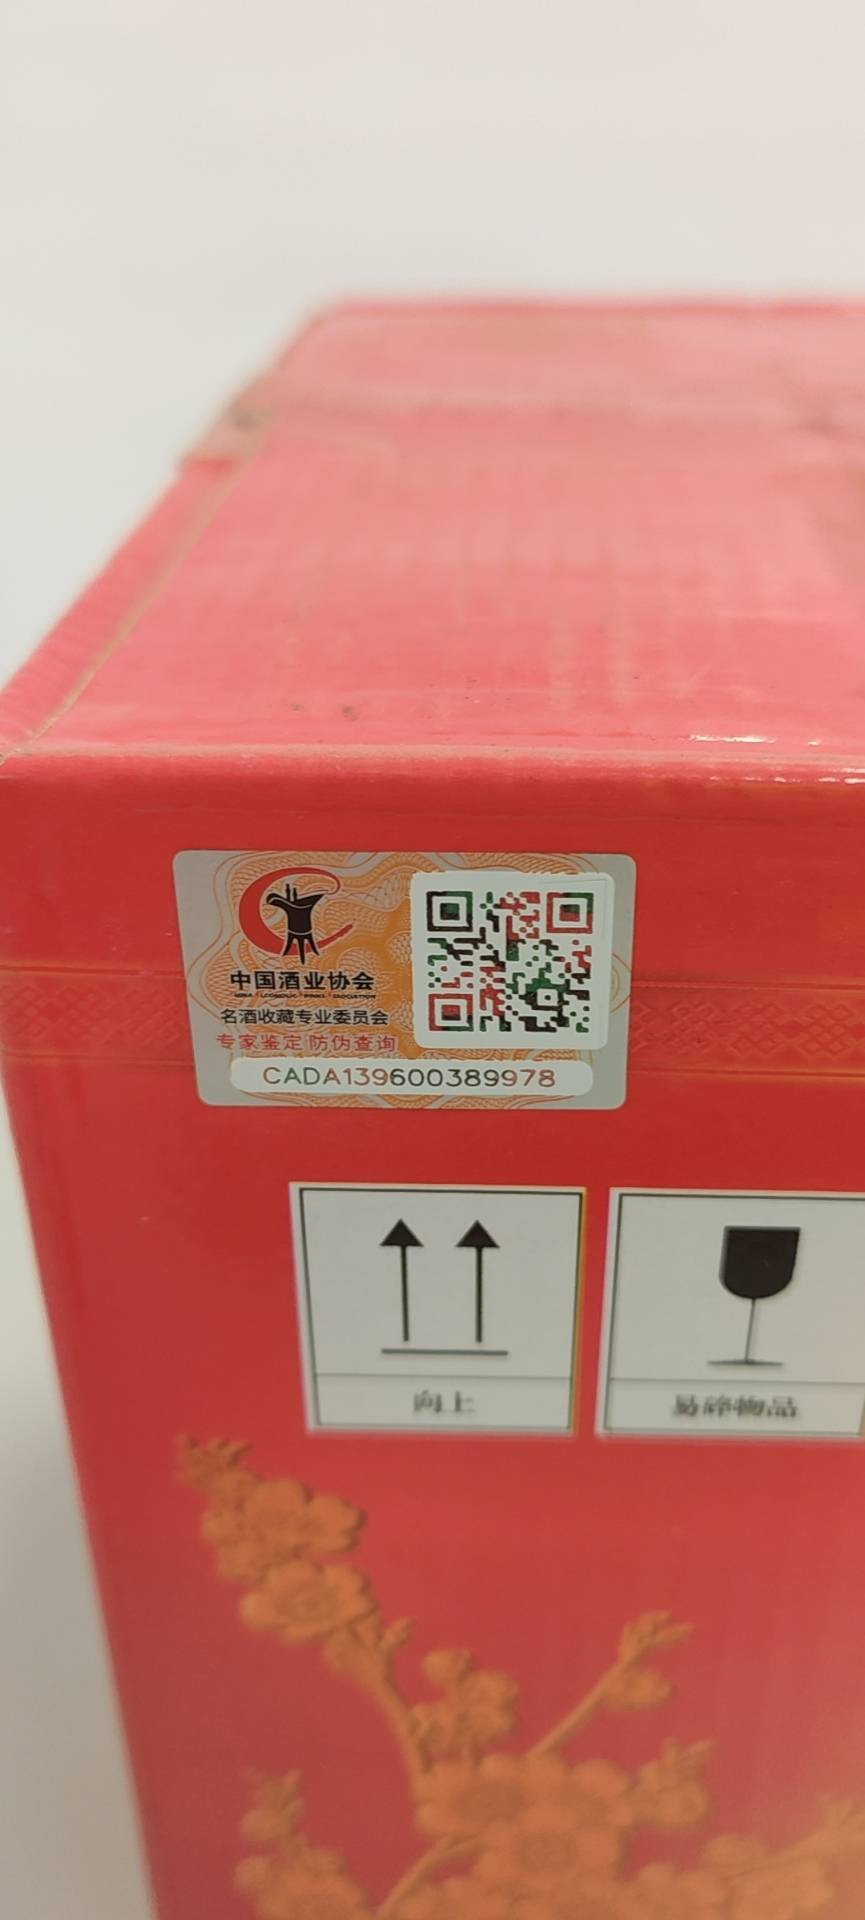 中国酒业协会
名酒收藏专业委员会
专家鉴定 防伪查询
CADA139600389978
向上
易碎物品